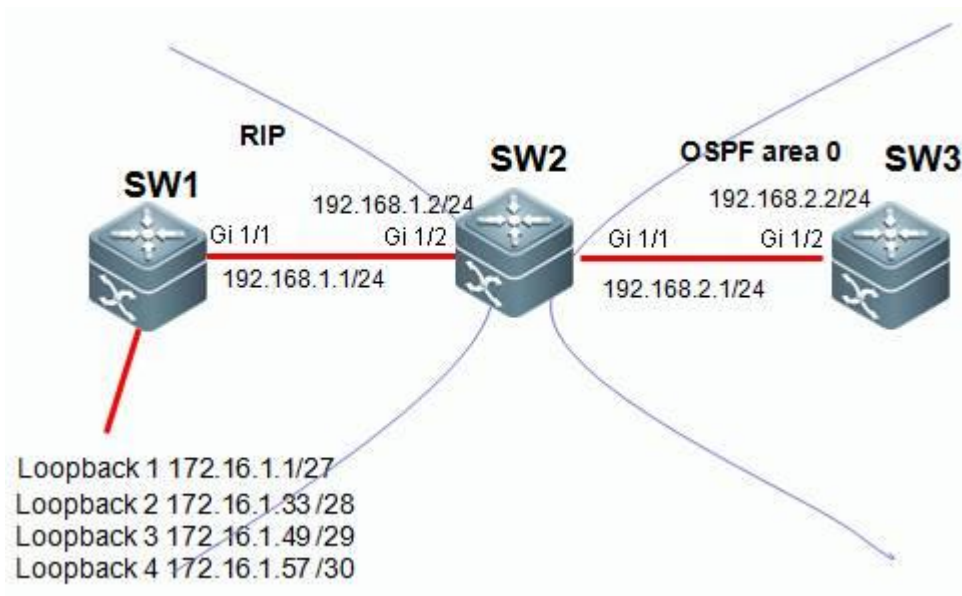 RIP
OSPF area 0
SW1
SW2
SW3
192.168.1.2/24
192.168.2.2/24
Gi 1/1
Gi 1/2
Gi 1/1
Gi 1/2
192.168.1.1/24
192.168.2.1/24
Loopback 1 172.16.1.1/27
Loopback 2 172.16.1.33 /28
Loopback 3 172.16.1.49 /29
Loopback 4 172.16.1.57 /30